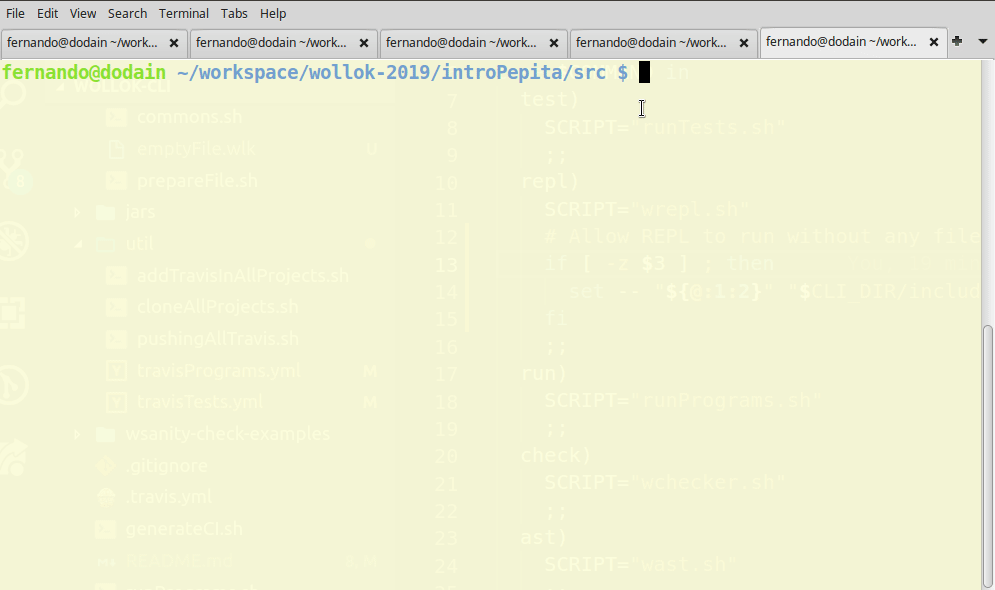 File Edit View Search Terminal Tabs Help
fernando@dodain ~/work... fernando@dodain ~/work... fernando@dodain ~/work... fernando@dodain ~/work... fernando@dodain ~/work...
fernando@dodain ~/workspace/wollok-2019/introPepita/src $ in
wollok-cli
7 test)
commons.sh
8 SCRIPT="runTests.sh"
emptyFile.wlk U
9 ;;
8
prepareFile.sh
10 repl)
jars
11 SCRIPT="wrepl.sh"
util
12 # Allow REPL to run without any file
addTravisInAllProjects.sh
13 if [ -z $3 ] ; then
cloneAllProjects.sh
14 set -- "${@:1:2}" "$CLI_DIR/includ
15 fi
pushingAllTravis.sh
16 ;;
travisPrograms.yml M
17 run)
travisTests.yml M
18 SCRIPT="runPrograms.sh"
wsanity-check-examples
19 ;;
20 check)
.gitignore
21 SCRIPT="wchecker.sh"
.travis.yml
22 ;;
generateCI.sh
23 ast)
README.md
24 SCRIPT="wast.sh"